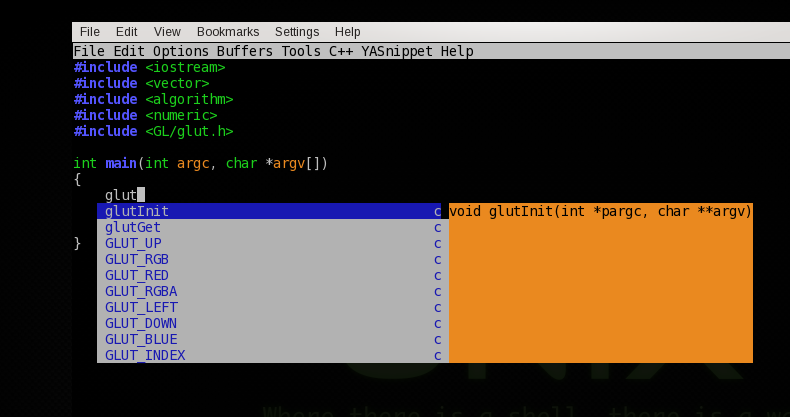 File Edit View Bookmarks Settings Help
File Edit Options Buffers Tools C++ YASnippet Help
#include <iostream>
#include <vector>
#include <algorithm>
#include <numeric>
#include <GL/glut.h>
int main(int argc, char *argv[])
{
glut
glutInit c void glutInit(int *pargc, char **argv)
glutGet c
} GLUT_UP c
GLUT_RGB c
GLUT_RED c
GLUT_RGBA c
GLUT_LEFT c
GLUT_DOWN c
GLUT_BLUE c
GLUT_INDEX c
Where there is a shell, there is